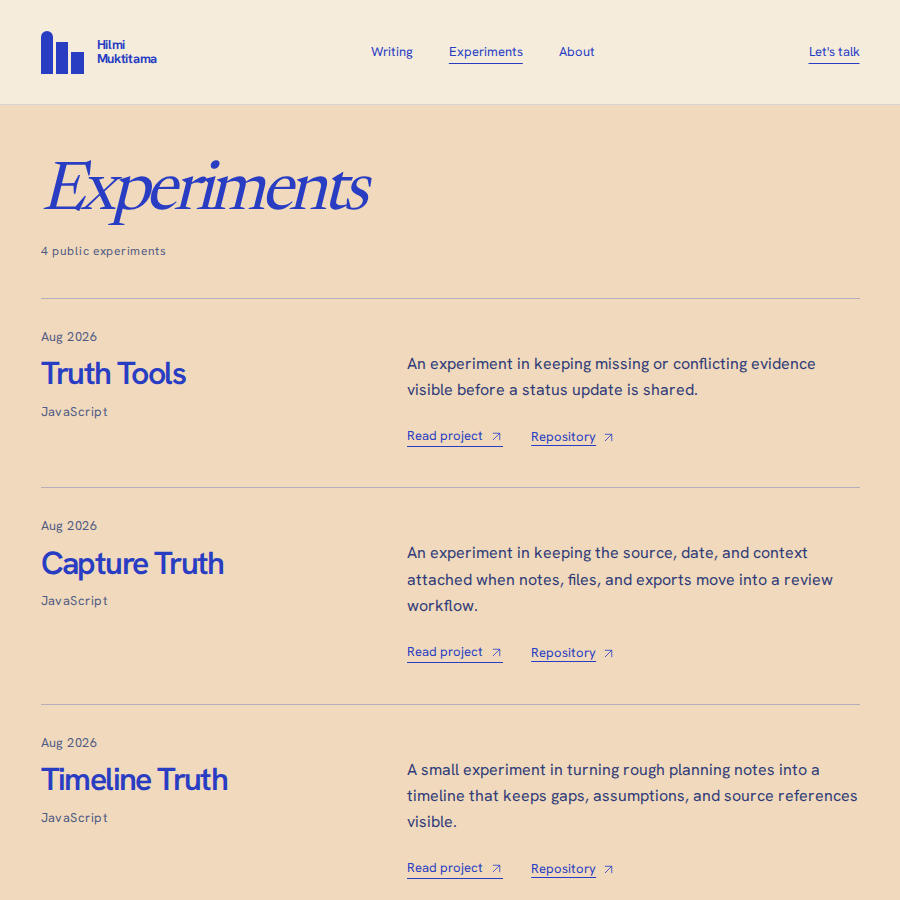 Hilmi
Muktitama
Writing
Experiments
About
Let's talk
Experiments
4 public experiments
Aug 2026
Truth Tools
JavaScript
An experiment in keeping missing or conflicting evidence
visible before a status update is shared.
Read project
Repository
Aug 2026
Capture Truth
JavaScript
An experiment in keeping the source, date, and context
attached when notes, files, and exports move into a review
workflow.
Read project
Repository
Aug 2026
Timeline Truth
JavaScript
A small experiment in turning rough planning notes into a
timeline that keeps gaps, assumptions, and source references
visible.
Read project
Repository